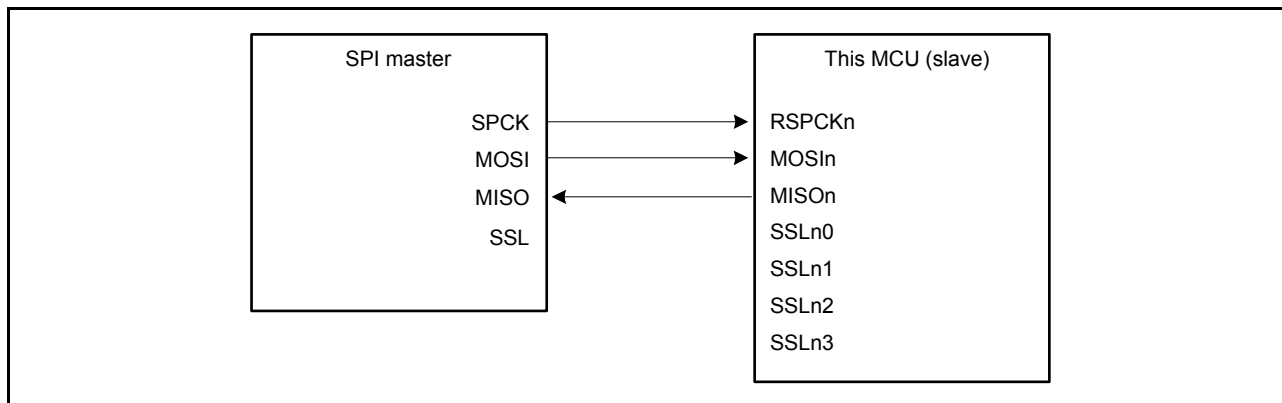 SPI master
SPCK
MOSI
MISO
SSL
This MCU (slave)
RSPCKn
MOSIn
MISOn
SSLn0
SSLn1
SSLn2
SSLn3